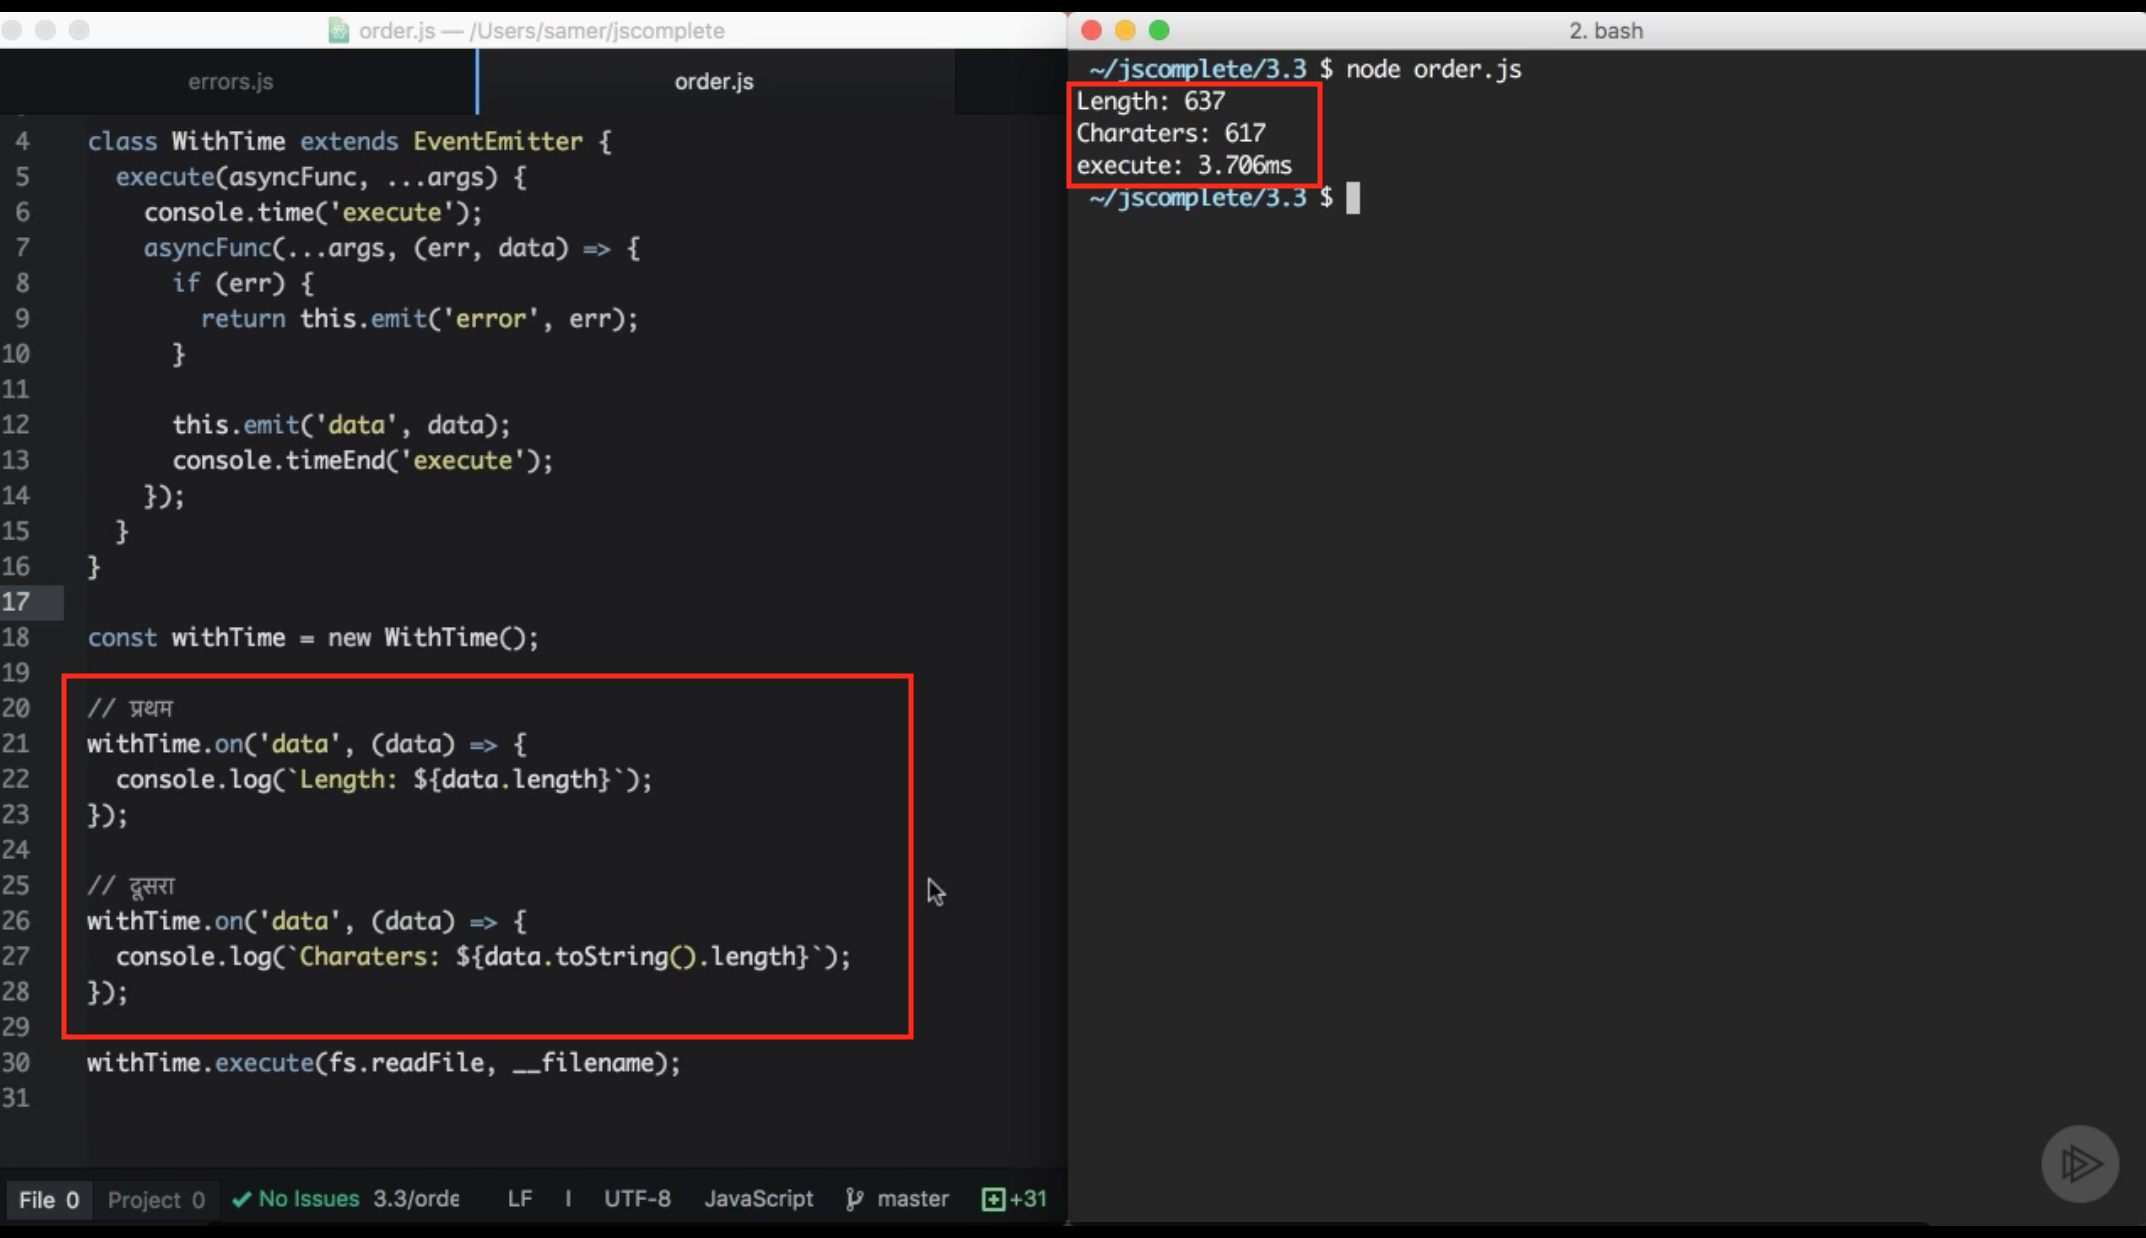 order.js — /Users/samer/jscomplete
errors.js
order.js
4 class WithTime extends EventEmitter {
5 execute(asyncFunc, ...args) {
6 console.time('execute');
7 asyncFunc(...args, (err, data) => {
8 if (err) {
9 return this.emit('error', err);
10 }
11
12 this.emit('data', data);
13 console.timeEnd('execute');
14 });
15 }
16 }
17
18 const withTime = new WithTime();
19
20 // प्रथम
21 withTime.on('data', (data) => {
22 console.log(`Length: ${data.length}`);
23 });
24
25 // दूसरा
26 withTime.on('data', (data) => {
27 console.log(`Charaters: ${data.toString().length}`);
28 });
29
30 withTime.execute(fs.readFile, __filename);
31
File 0 Project 0 No Issues 3.3/orde LF UTF-8 JavaScript master +31
2. bash
~/jscomplete/3.3 $ node order.js
Length: 637
Charaters: 617
execute: 3.706ms
~/jscomplete/3.3 $